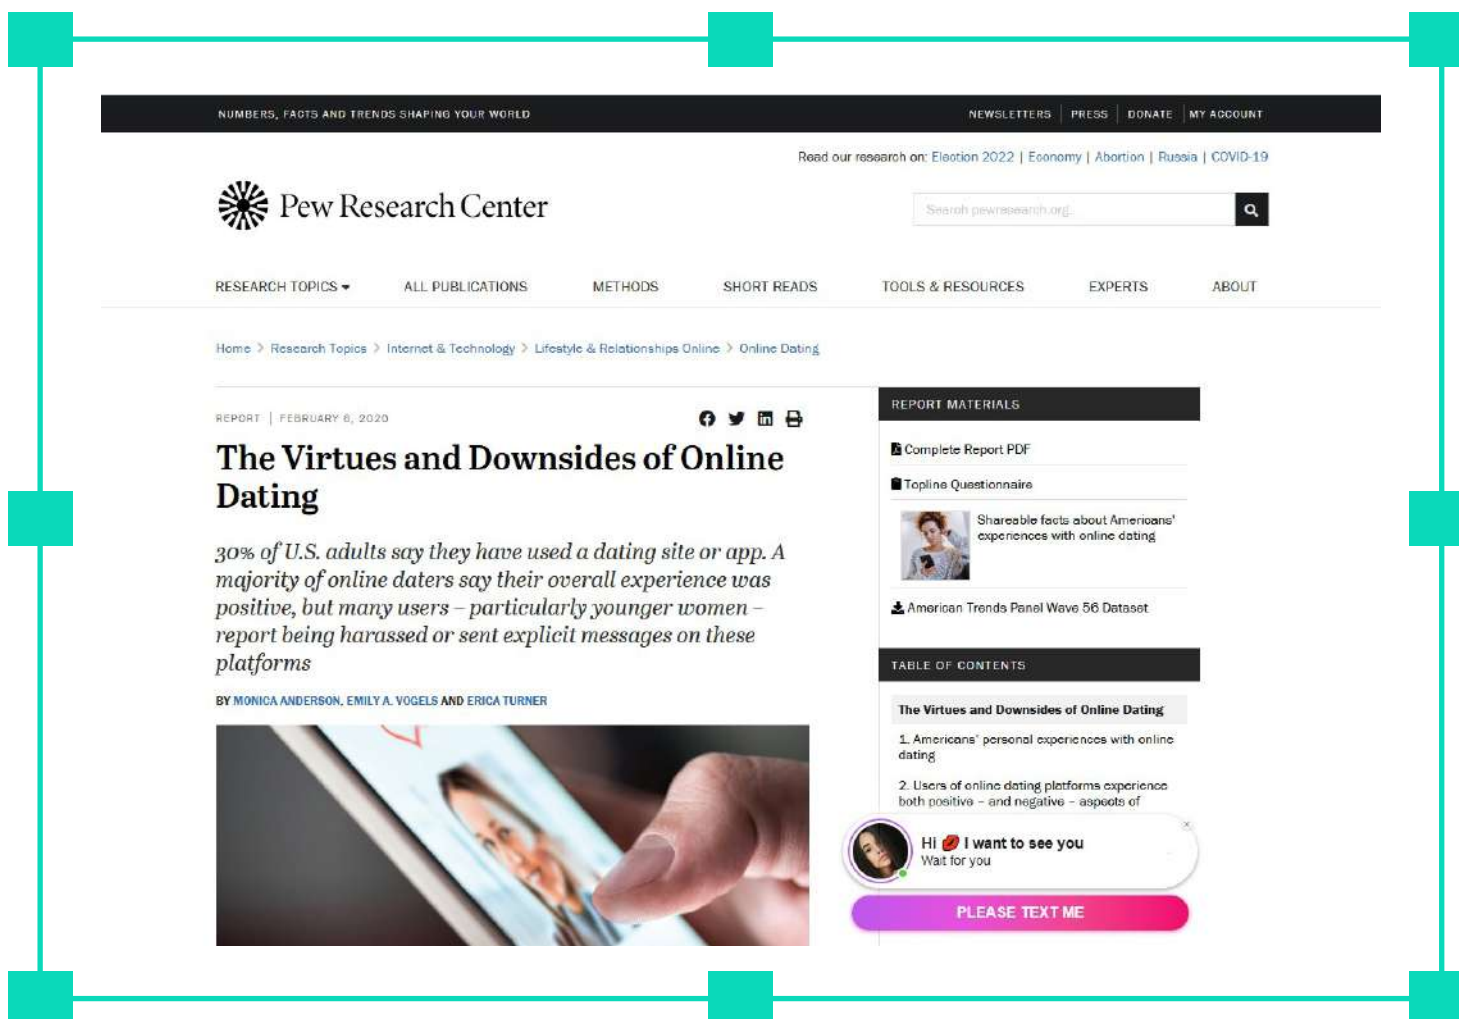 NUMBERS, FACTS AND TRENDS SHAPING YOUR WORLD
NEWSLETTERS | PRESS | DONATE | MY ACCOUNT
Read our research on: Election 2022 | Economy | Abortion | Russia | COVID-19
Pew Research Center
Search pewresearch.org...
RESEARCH TOPICS
ALL PUBLICATIONS
METHODS
SHORT READS
TOOLS & RESOURCES
EXPERTS
ABOUT
Home > Research Topics > Internet & Technology > Lifestyle & Relationships Online > Online Dating
REPORT | FEBRUARY 6, 2020
The Virtues and Downsides of Online
Dating
30% of U.S. adults say they have used a dating site or app. A
majority of online daters say their overall experience was
positive, but many users – particularly younger women –
report being harassed or sent explicit messages on these
platforms
BY MONICA ANDERSON, EMILY A. VOGELS AND ERICA TURNER
REPORT MATERIALS
Complete Report PDF
Topline Questionnaire
Shareable facts about Americans'
experiences with online dating
American Trends Panel Wave 56 Dataset
TABLE OF CONTENTS
The Virtues and Downsides of Online Dating
1. Americans' personal experiences with online
dating
2. Users of online dating platforms experience
both positive – and negative – aspects of
Hi 💋 I want to see you
Wait for you
PLEASE TEXT ME